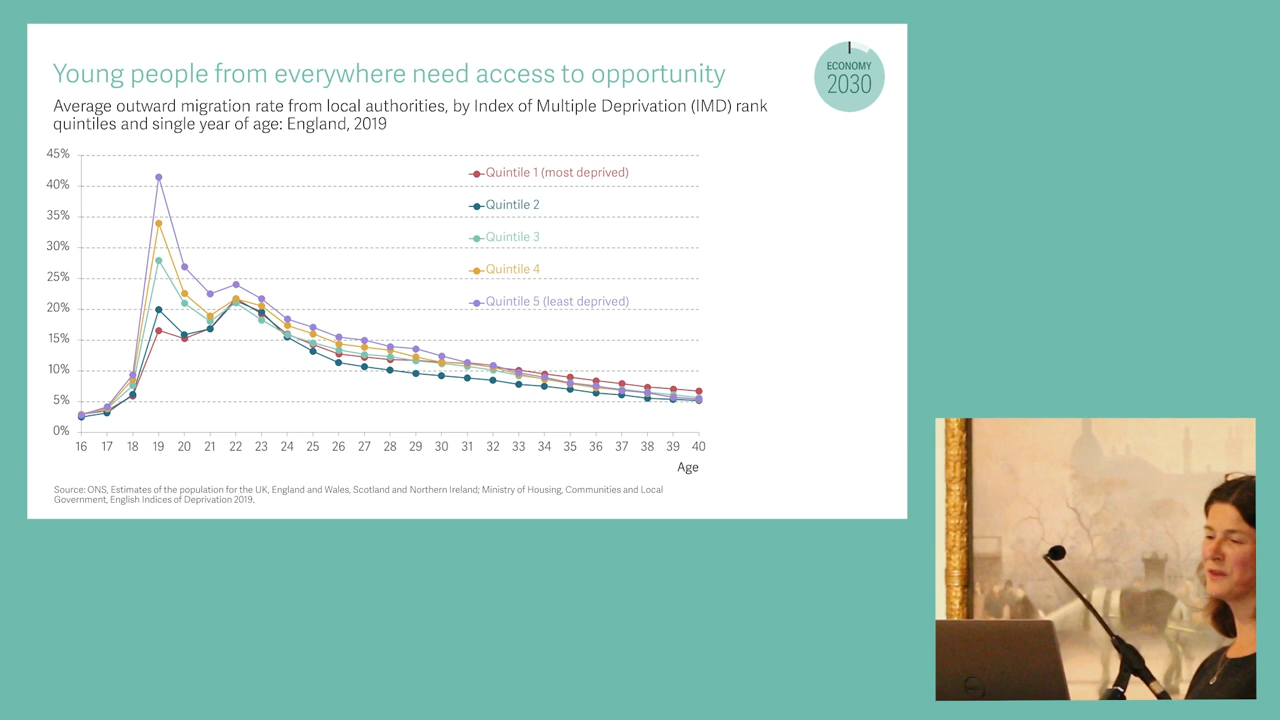 Young people from everywhere need access to opportunity
ECONOMY
2030
Average outward migration rate from local authorities, by Index of Multiple Deprivation (IMD) rank
quintiles and single year of age: England, 2019
45%
40%
35%
30%
25%
20%
15%
10%
5%
0%
Quintile 1 (most deprived)
Quintile 2
Quintile 3
Quintile 4
Quintile 5 (least deprived)
16 17 18 19 20 21 22 23 24 25 26 27 28 29 30 31 32 33 34 35 36 37 38 39 40
Age
Source: ONS, Estimates of the population for the UK, England and Wales, Scotland and Northern Ireland; Ministry of Housing, Communities and Local
Government, English Indices of Deprivation 2019.